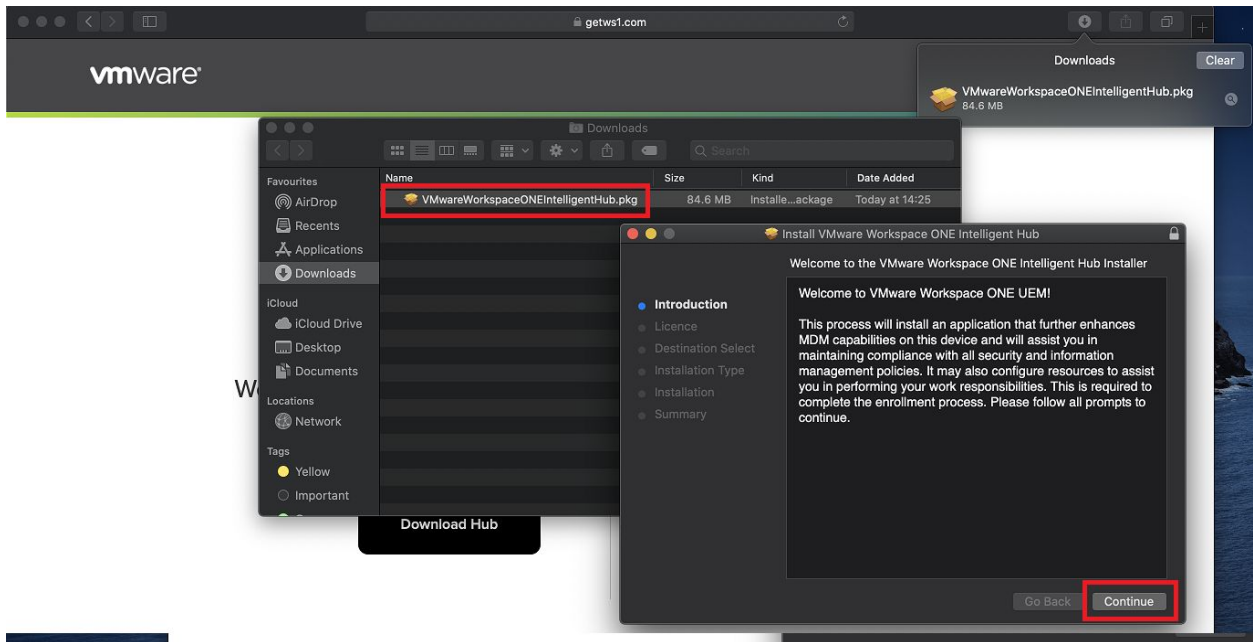 getws1.com
vmware®
Downloads
Clear
VMwareWorkspaceONEIntelligentHub.pkg
84.6 MB
Downloads
Search
Favourites
AirDrop
Recents
Applications
Downloads
iCloud
iCloud Drive
Desktop
Documents
Locations
Network
Tags
Yellow
Important
Name Size Kind Date Added
VMwareWorkspaceONEIntelligentHub.pkg 84.6 MB Installe...ackage Today at 14:25
Download Hub
Install VMware Workspace ONE Intelligent Hub
Welcome to the VMware Workspace ONE Intelligent Hub Installer
Introduction
Licence
Destination Select
Installation Type
Installation
Summary
Welcome to VMware Workspace ONE UEM!
This process will install an application that further enhances
MDM capabilities on this device and will assist you in
maintaining compliance with all security and information
management policies. It may also configure resources to assist
you in performing your work responsibilities. This is required to
complete the enrollment process. Please follow all prompts to
continue.
Go Back
Continue